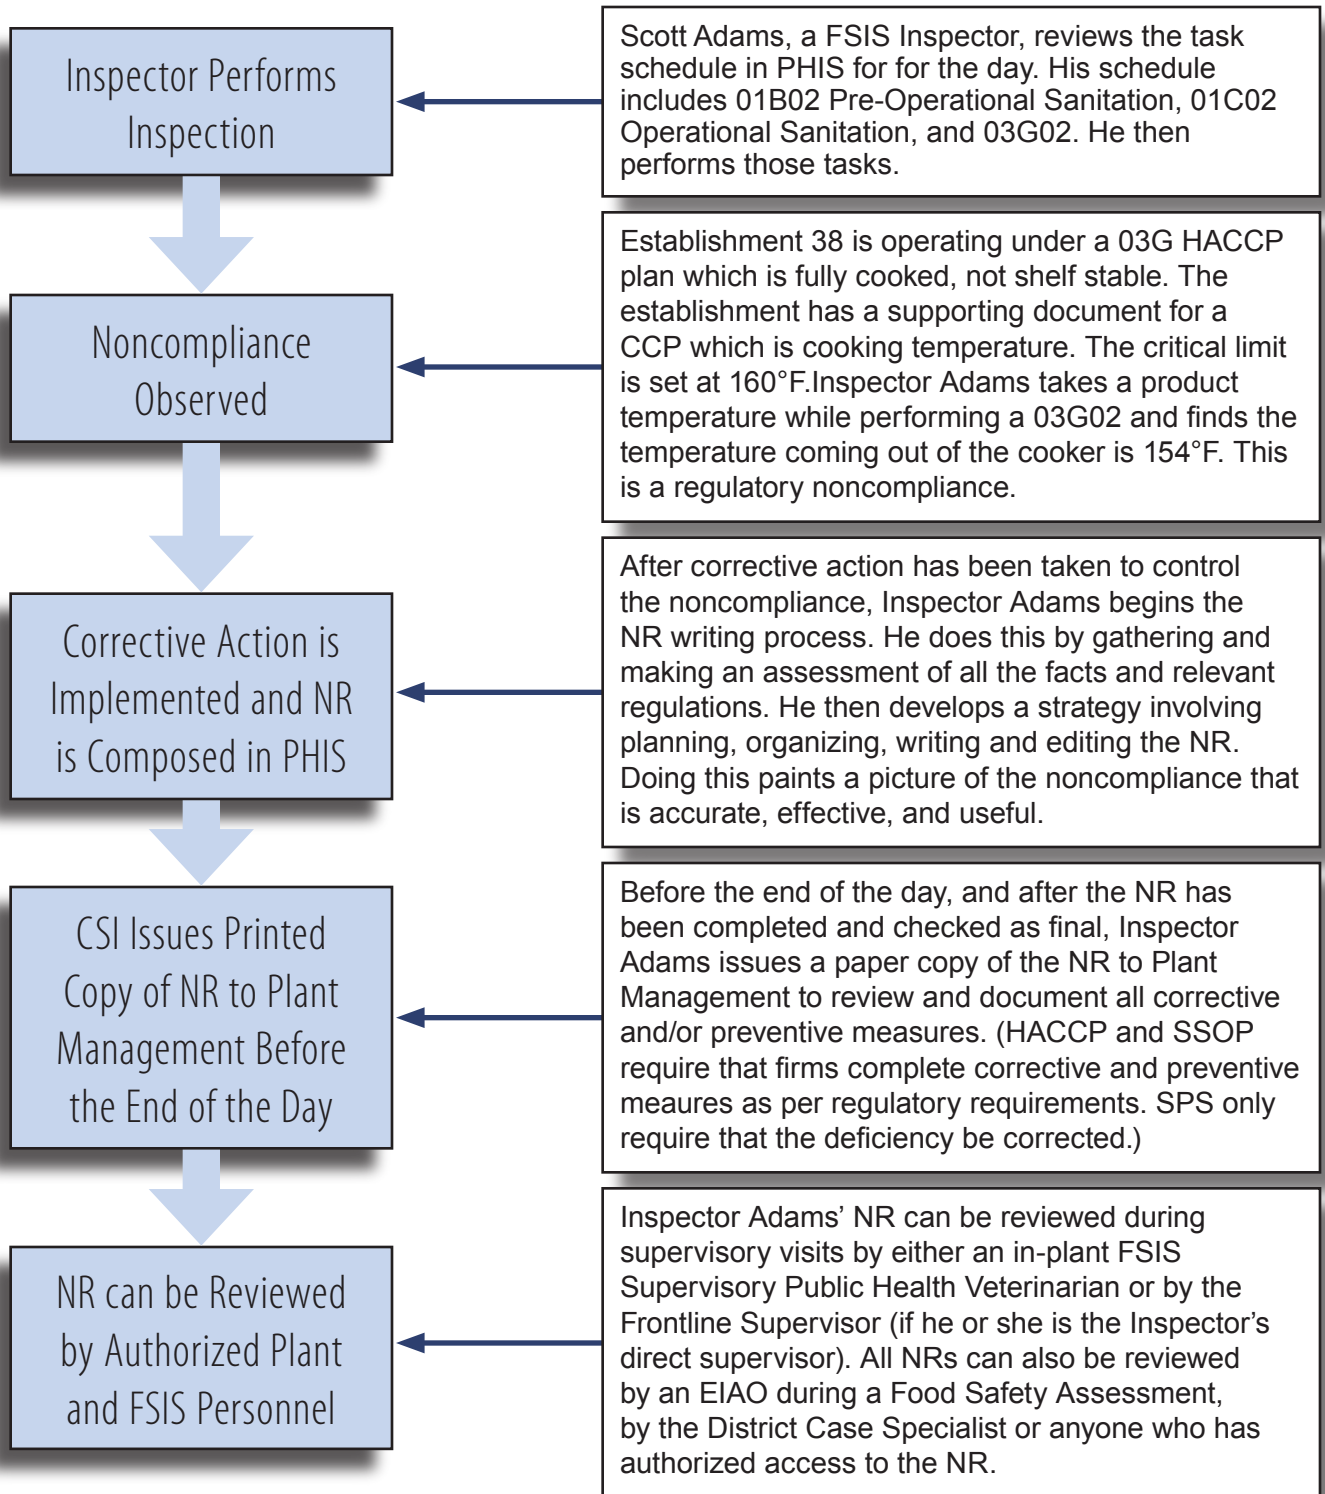 Inspector Performs
Inspection
Scott Adams, a FSIS Inspector, reviews the task
schedule in PHIS for for the day. His schedule
includes 01B02 Pre-Operational Sanitation, 01C02
Operational Sanitation, and 03G02. He then
performs those tasks.
Noncompliance
Observed
Establishment 38 is operating under a 03G HACCP
plan which is fully cooked, not shelf stable. The
establishment has a supporting document for a
CCP which is cooking temperature. The critical limit
is set at 160°F.Inspector Adams takes a product
temperature while performing a 03G02 and finds the
temperature coming out of the cooker is 154°F. This
is a regulatory noncompliance.
Corrective Action is
Implemented and NR
is Composed in PHIS
After corrective action has been taken to control
the noncompliance, Inspector Adams begins the
NR writing process. He does this by gathering and
making an assessment of all the facts and relevant
regulations. He then develops a strategy involving
planning, organizing, writing and editing the NR.
Doing this paints a picture of the noncompliance that
is accurate, effective, and useful.
CSI Issues Printed
Copy of NR to Plant
Management Before
the End of the Day
Before the end of the day, and after the NR has
been completed and checked as final, Inspector
Adams issues a paper copy of the NR to Plant
Management to review and document all corrective
and/or preventive measures. (HACCP and SSOP
require that firms complete corrective and preventive
meaures as per regulatory requirements. SPS only
require that the deficiency be corrected.)
NR can be Reviewed
by Authorized Plant
and FSIS Personnel
Inspector Adams’ NR can be reviewed during
supervisory visits by either an in-plant FSIS
Supervisory Public Health Veterinarian or by the
Frontline Supervisor (if he or she is the Inspector’s
direct supervisor). All NRs can also be reviewed
by an EIAO during a Food Safety Assessment,
by the District Case Specialist or anyone who has
authorized access to the NR.